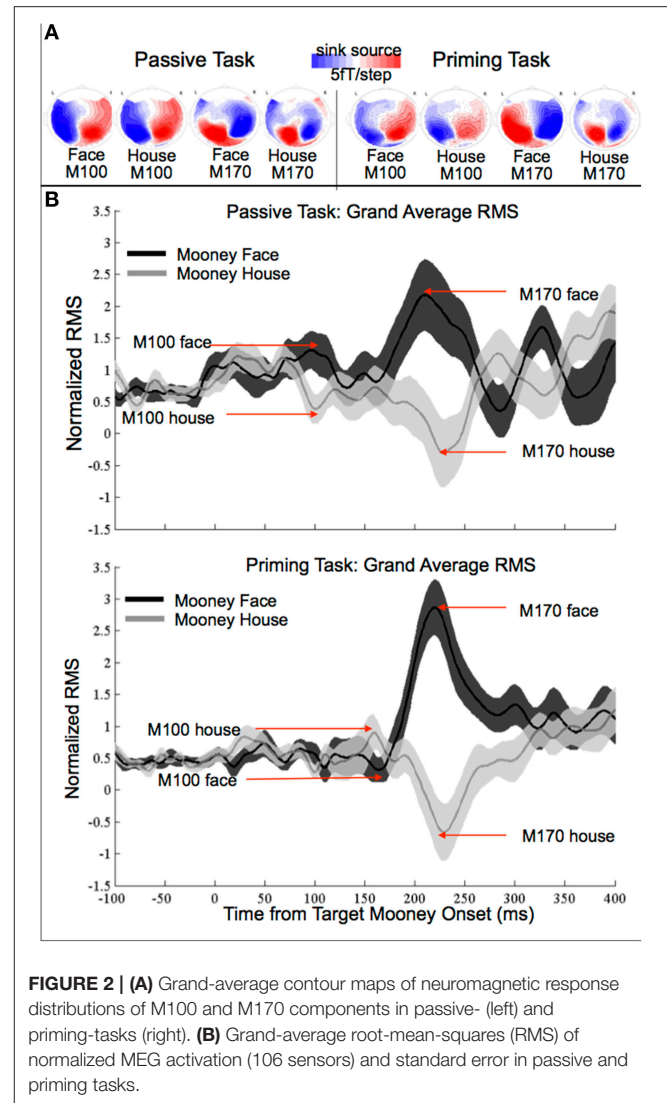 A
Passive Task
sink source
5fT/step
Priming Task
L R L R L R L R L R L R L R L R
Face House Face House Face House Face House
M100 M100 M170 M170 M100 M100 M170 M170
B
Passive Task: Grand Average RMS
Mooney Face
Mooney House
M170 face
M100 face
M100 house
M170 house
Normalized RMS
3.5
3
2.5
2
1.5
1
0.5
0
-0.5
-1
-1.5
Priming Task: Grand Average RMS
Mooney Face
Mooney House
M170 face
M100 house
M100 face
M170 house
Normalized RMS
3.5
3
2.5
2
1.5
1
0.5
0
-0.5
-1
-1.5
-100 -50 0 50 100 150 200 250 300 350 400
Time from Target Mooney Onset (ms)
FIGURE 2 | (A) Grand-average contour maps of neuromagnetic response
distributions of M100 and M170 components in passive- (left) and
priming-tasks (right). (B) Grand-average root-mean-squares (RMS) of
normalized MEG activation (106 sensors) and standard error in passive and
priming tasks.